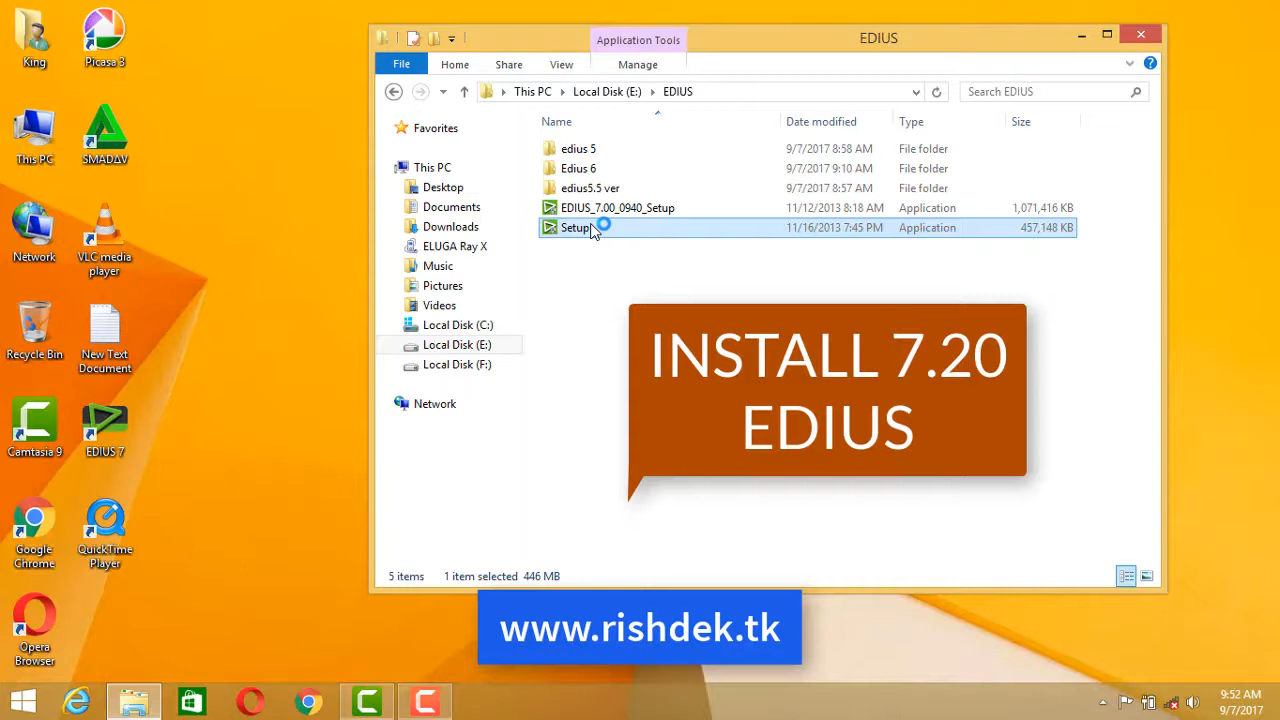 King
Picasa 3
This PC
SMADΔV
Network
VLC media
player
Recycle Bin
New Text
Document
Camtasia 9
EDIUS 7
Google
Chrome
QuickTime
Player
Opera
Browser
Application Tools
EDIUS
File
Home
Share
View
Manage
This PC
Local Disk (E:)
EDIUS
Search EDIUS
Favorites
This PC
Desktop
Documents
Downloads
ELUGA Ray X
Music
Pictures
Videos
Local Disk (C:)
Local Disk (E:)
Local Disk (F:)
Network
Name Date modified Type Size
edius 5 9/7/2017 8:58 AM File folder
Edius 6 9/7/2017 9:10 AM File folder
edius5.5 ver 9/7/2017 8:57 AM File folder
EDIUS_7.00_0940_Setup 11/12/2013 8:18 AM Application 1,071,416 KB
Setup 11/16/2013 7:45 PM Application 457,148 KB
INSTALL 7.20
EDIUS
5 items 1 item selected 446 MB
www.rishdek.tk
9:52 AM
9/7/2017